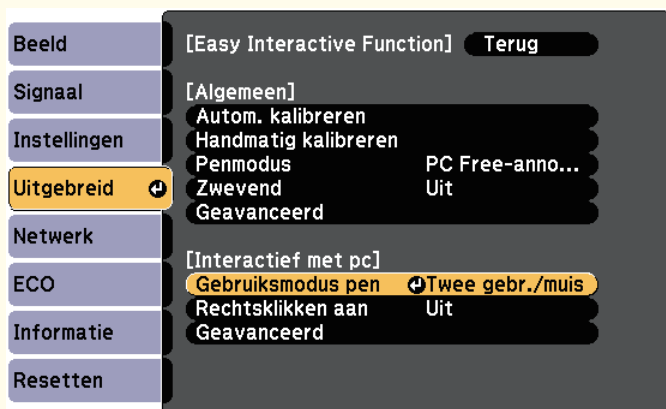 Beeld
Signaal
Instellingen
Uitgebreid
Netwerk
ECO
Informatie
Resetten
[Easy Interactive Function] Terug
[Algemeen]
Autom. kalibreren
Handmatig kalibreren
Penmodus PC Free-anno...
Zwevend Uit
Geavanceerd
[Interactief met pc]
Gebruiksmodus pen Twee gebr./muis
Rechtsklikken aan Uit
Geavanceerd